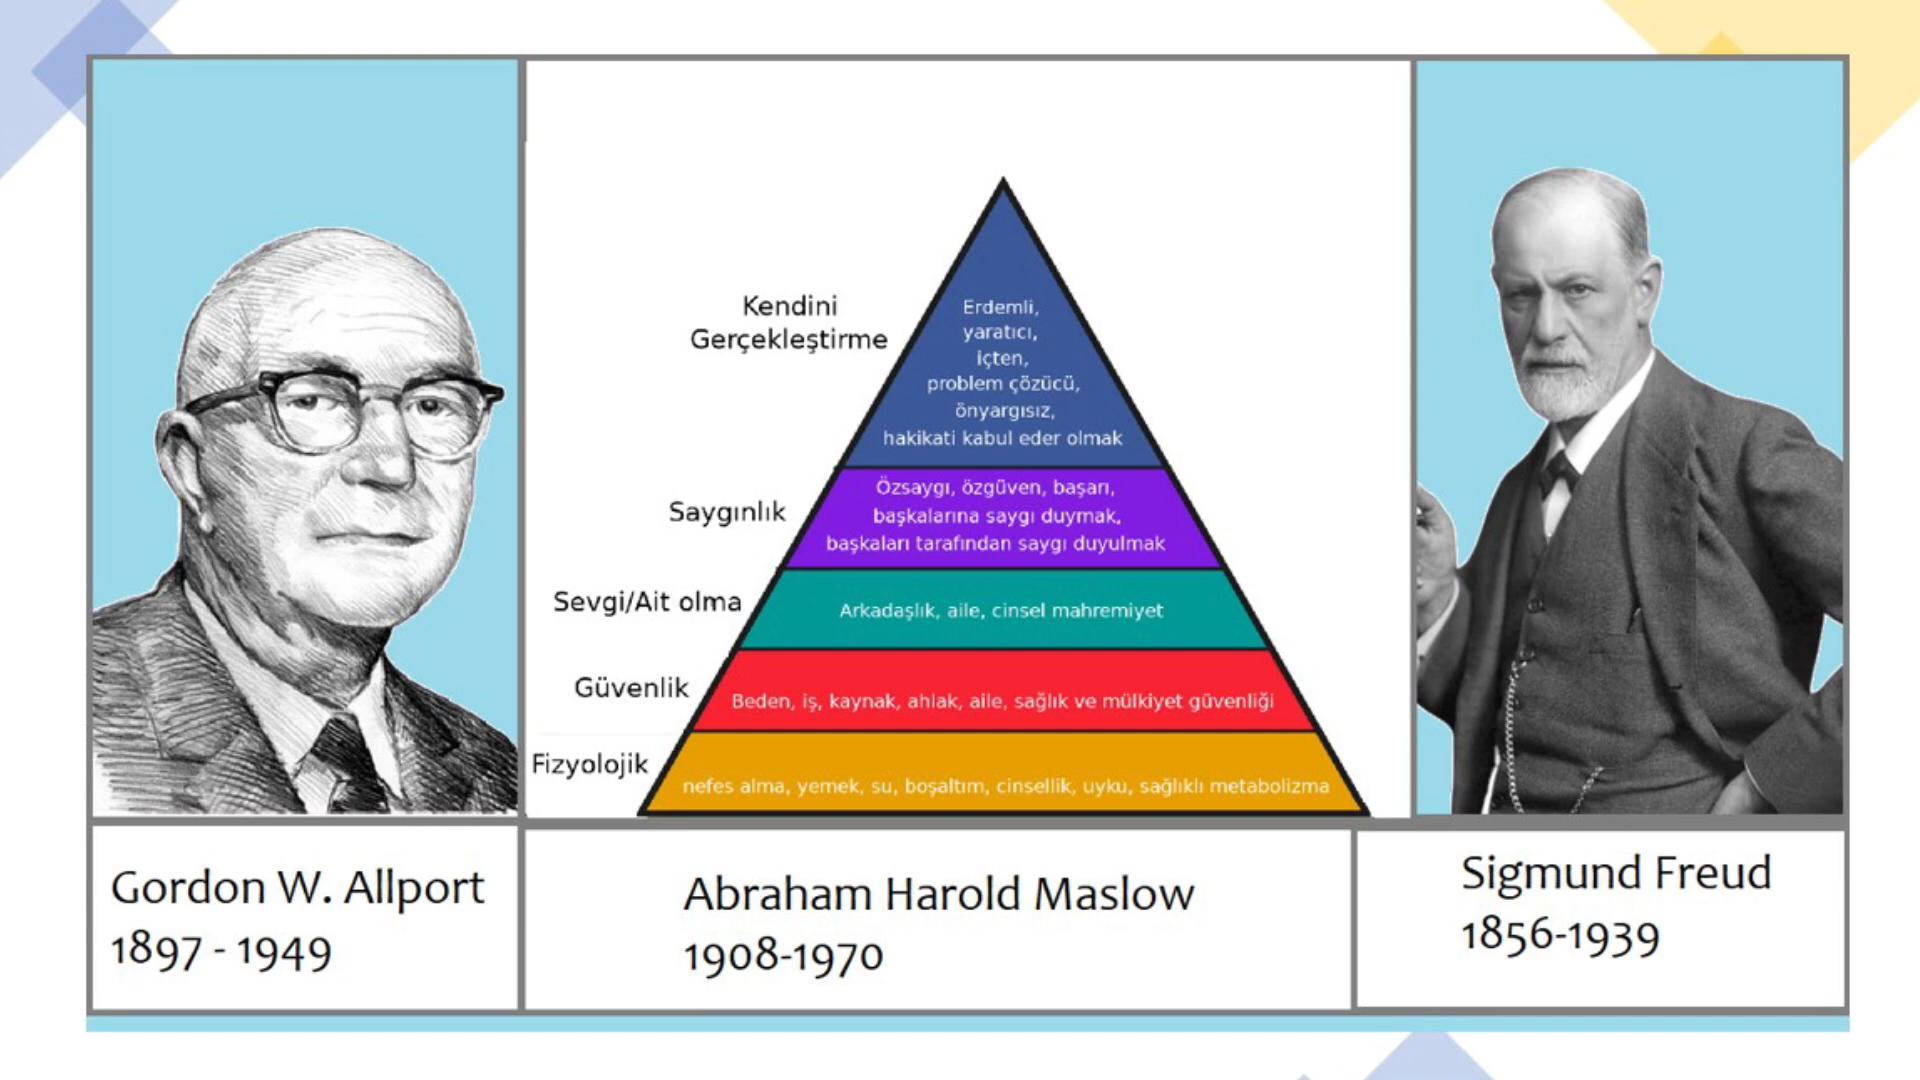 Kendini
Gerçekleştirme
Erdemli,
yaratıcı,
içten,
problem çözücü,
önyargısız,
hakikati kabul eder olmak
Saygınlık
Özsaygı, özgüven, başarı,
başkalarına saygı duymak,
başkaları tarafından saygı duyulmak
Sevgi/Ait olma
Arkadaşlık, aile, cinsel mahremiyet
Güvenlik
Beden, iş, kaynak, ahlak, aile, sağlık ve mülkiyet güvenliği
Fizyolojik
nefes alma, yemek, su, boşaltım, cinsellik, uyku, sağlıklı metabolizma
Gordon W. Allport
1897 - 1949
Abraham Harold Maslow
1908-1970
Sigmund Freud
1856-1939